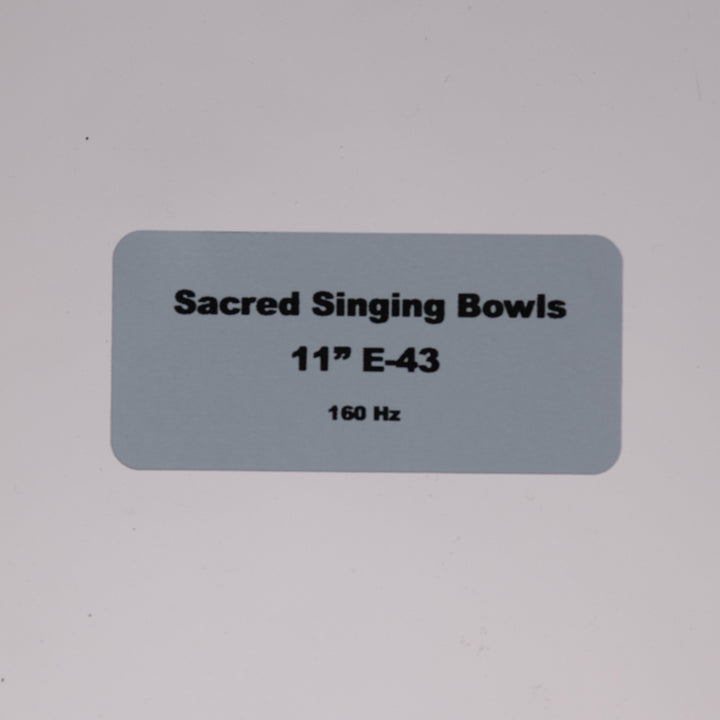 Sacred Singing Bowls
11” E-43
160 Hz